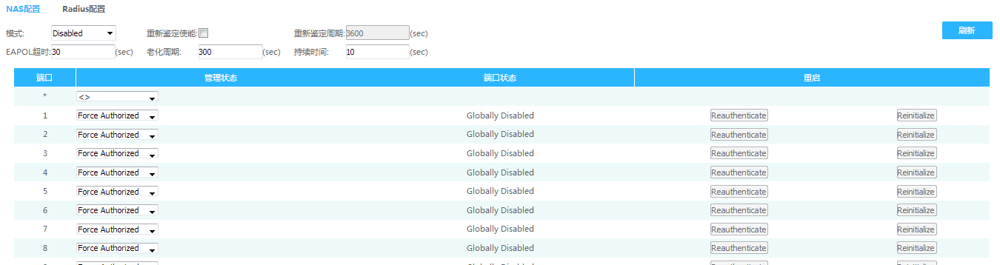 NAS配置 Radius配置
模式: Disabled 重新鉴定使能: 重新鉴定周期: 3600 (sec) 刷新
EAPOL超时: 30 (sec) 老化周期: 300 (sec) 持续时间: 10 (sec)
端口 管理状态 端口状态 重启
* <>
1 Force Authorized Globally Disabled Reauthenticate Reinitialize
2 Force Authorized Globally Disabled Reauthenticate Reinitialize
3 Force Authorized Globally Disabled Reauthenticate Reinitialize
4 Force Authorized Globally Disabled Reauthenticate Reinitialize
5 Force Authorized Globally Disabled Reauthenticate Reinitialize
6 Force Authorized Globally Disabled Reauthenticate Reinitialize
7 Force Authorized Globally Disabled Reauthenticate Reinitialize
8 Force Authorized Globally Disabled Reauthenticate Reinitialize